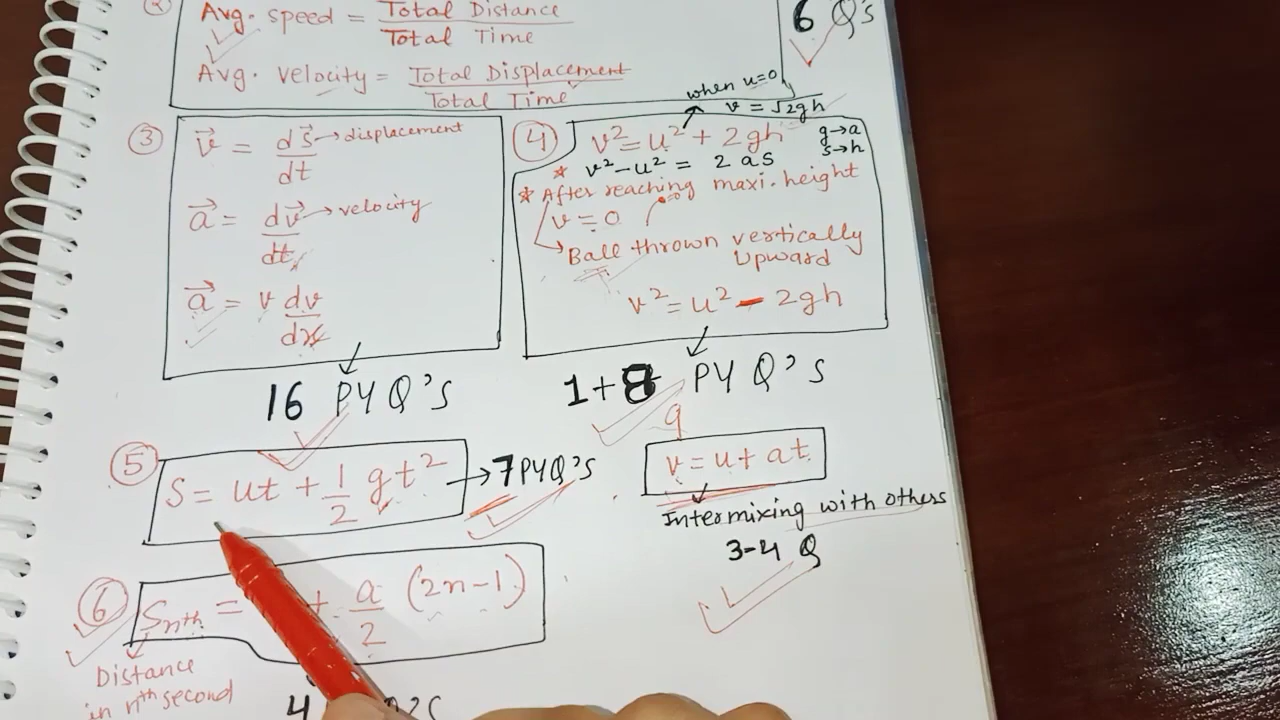 Avg. speed = Total Distance / Total Time
6 Q's
Avg. velocity = Total Displacement / Total Time
③ v⃗ = ds⃗/dt → displacement
a⃗ = dv⃗/dt → velocity
a⃗ = v dv/dx
16 PYQ'S
when u=0
v = √2gh
④ v² = u² + 2gh
g→a
s→h
* v² - u² = 2as
* After reaching maxi. height
v = 0
Ball thrown vertically
Upward
v² = u² - 2gh
1+8 PYQ'S
9
⑤ S = ut + 1/2 gt² → 7 PYQ'S
v = u + at
Intermixing with others
3-4 Q
⑥ Snth = + a/2 (2n-1)
Distance
in nth second
4